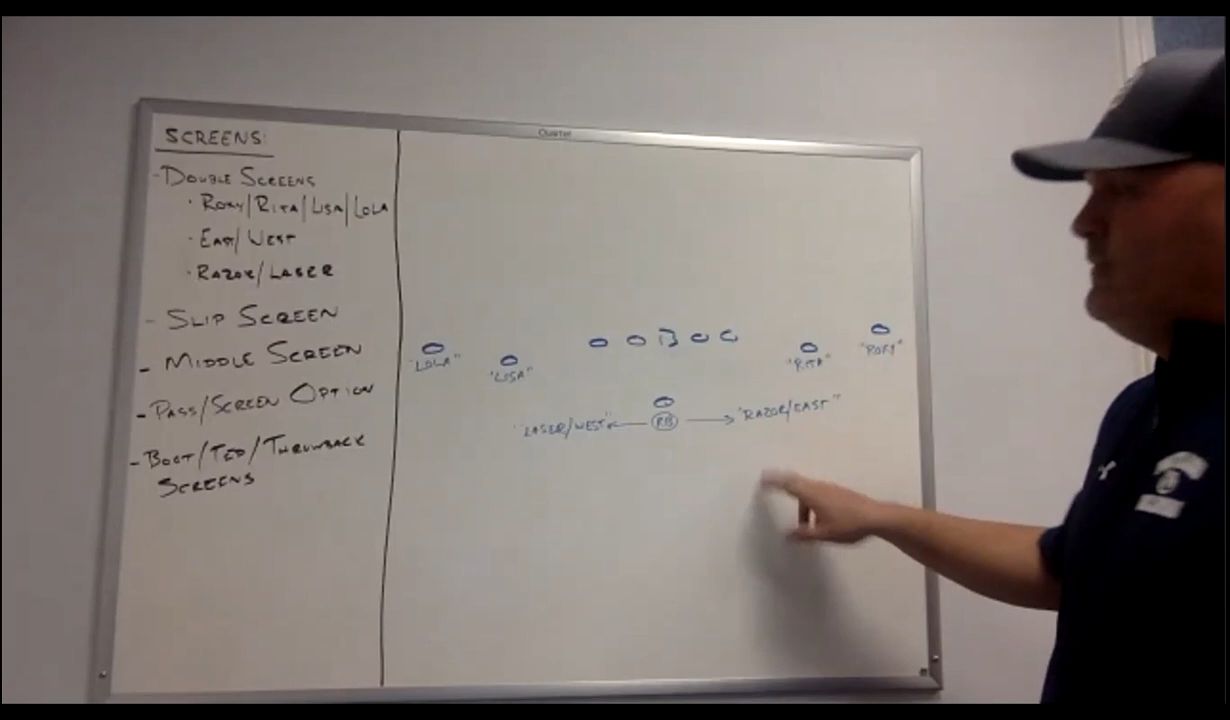 Quartet
SCREENS:
- DOUBLE SCREENS
· ROXY/RITA/LISA/LOLA
· EAST/WEST
· RAZOR/LASER
- SLIP SCREEN
- MIDDLE SCREEN
- PASS/SCREEN OPTION
- BOOT/TED/THROWBACK
SCREENS
"LOLA"
"LISA"
"RITA"
"ROXY"
"LASER/WEST"
RB
"RAZOR/EAST"